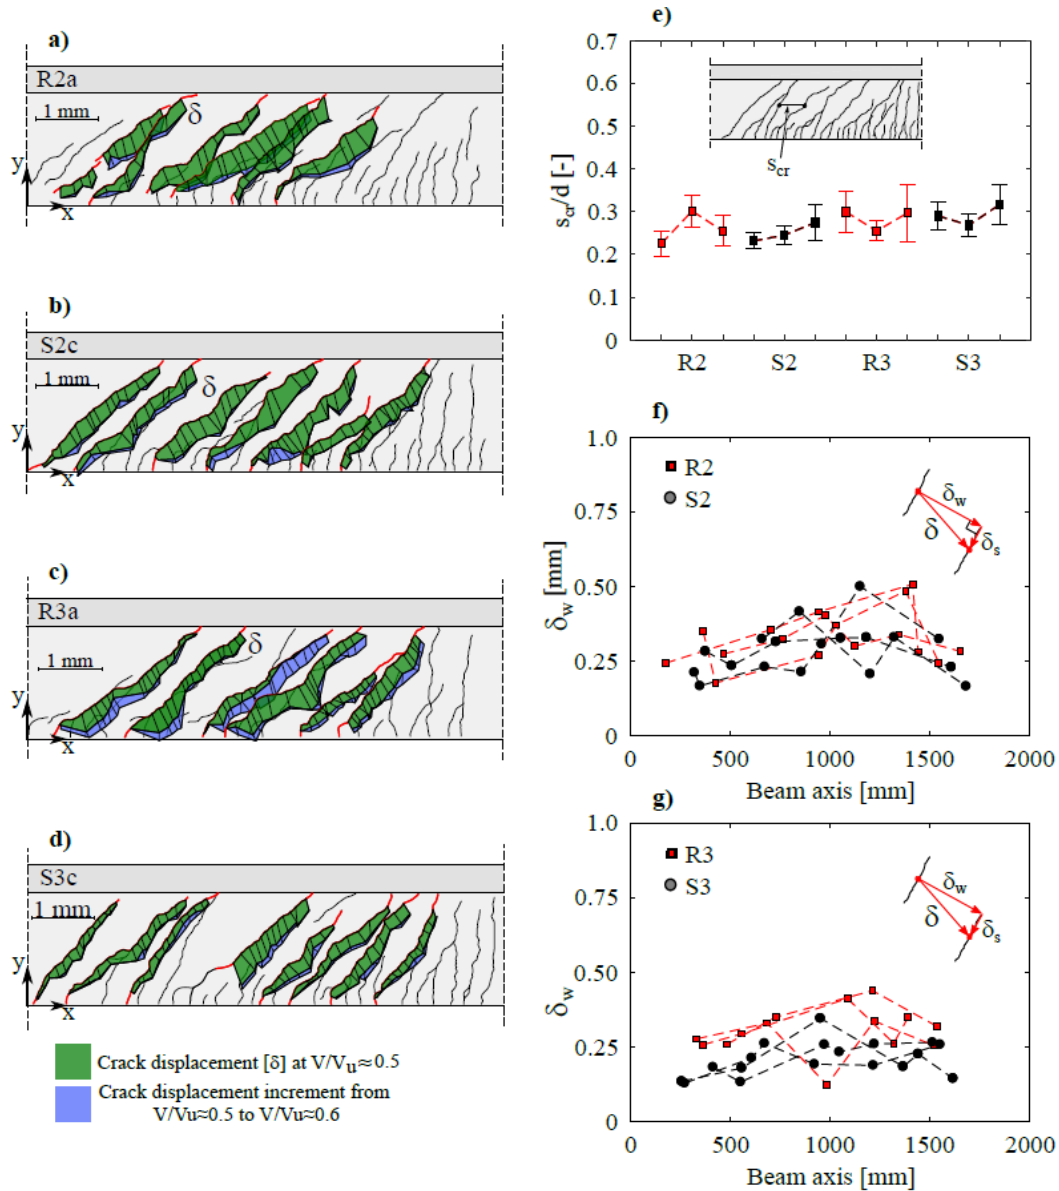 a)
R2a
1 mm
δ
y
x
b)
S2c
1 mm
δ
y
x
c)
R3a
1 mm
δ
y
x
d)
S3c
1 mm
y
x
Crack displacement [δ] at V/Vu≈0.5
Crack displacement increment from
V/Vu≈0.5 to V/Vu≈0.6
e)
0.7
0.6
0.5
0.4
0.3
0.2
0.1
0
scr/d [-]
scr
R2 S2 R3 S3
f)
1.0
0.75
0.50
0.25
0
δw [mm]
R2
S2
δw
δ
δs
0 500 1000 1500 2000
Beam axis [mm]
g)
1.0
0.75
0.50
0.25
0
δw
R3
S3
δw
δ
δs
0 500 1000 1500 2000
Beam axis [mm]